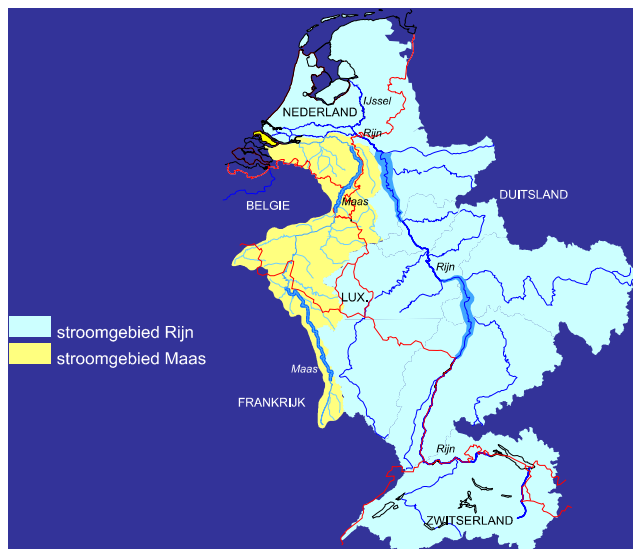 IJssel
NEDERLAND
Rijn
DUITSLAND
Maas
BELGIE
Rijn
LUX.
stroomgebied Rijn
stroomgebied Maas
Maas
FRANKRIJK
Rijn
ZWITSERLAND